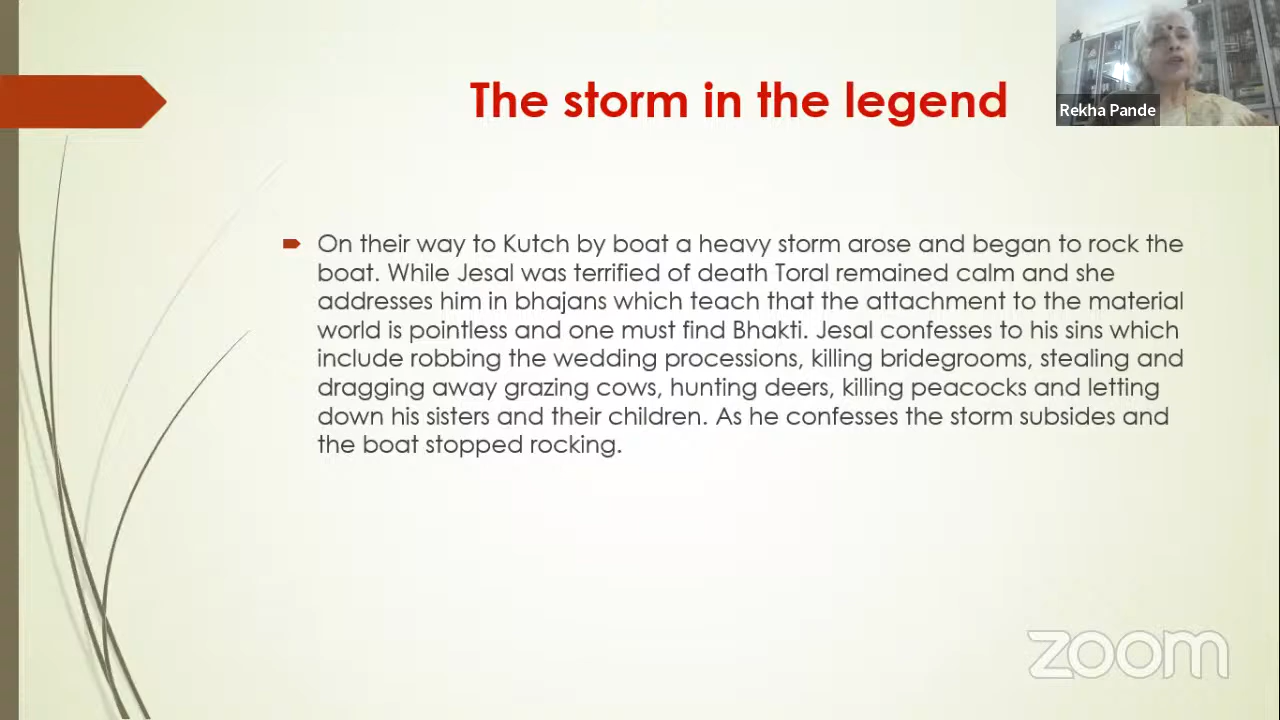 The storm in the legend
Rekha Pande
On their way to Kutch by boat a heavy storm arose and began to rock the
boat. While Jesal was terrified of death Toral remained calm and she
addresses him in bhajans which teach that the attachment to the material
world is pointless and one must find Bhakti. Jesal confesses to his sins which
include robbing the wedding processions, killing bridegrooms, stealing and
dragging away grazing cows, hunting deers, killing peacocks and letting
down his sisters and their children. As he confesses the storm subsides and
the boat stopped rocking.
zoom